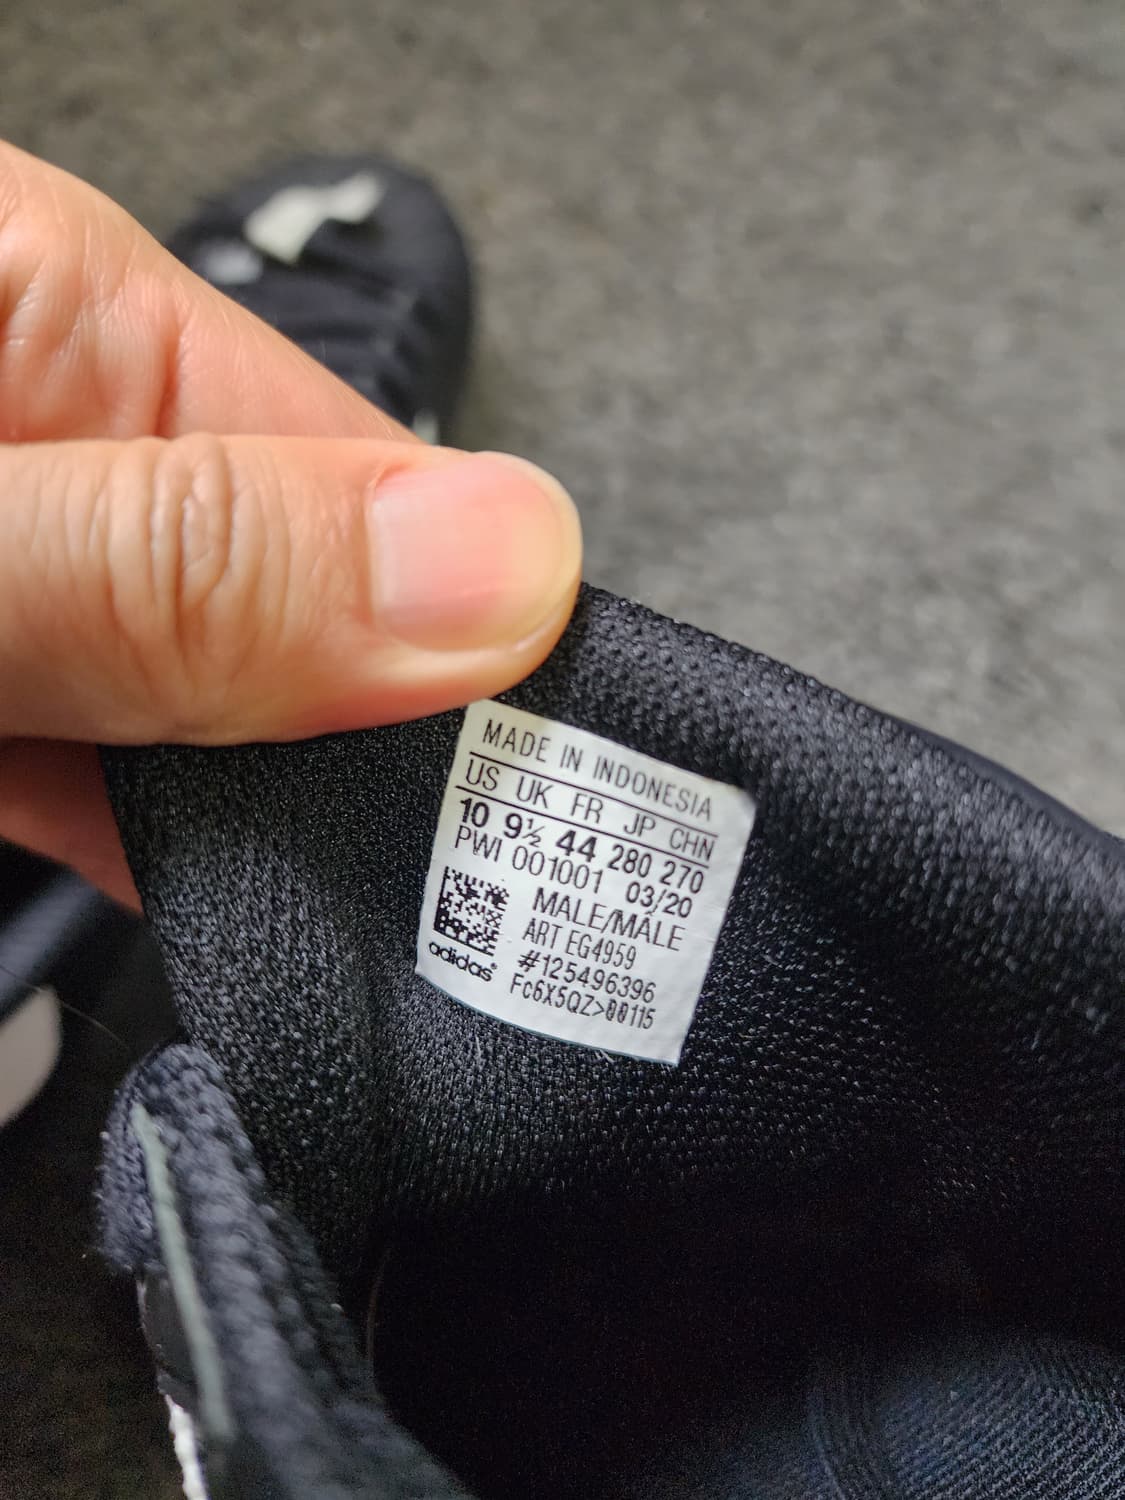 MADE IN INDONESIA
US UK FR JP CHN
10 9½ 44 280 270
PWI 001001 03/20
MALE/MÂLE
ART EG4959
#125496396
Fc6X5QZ>00115
adidas®